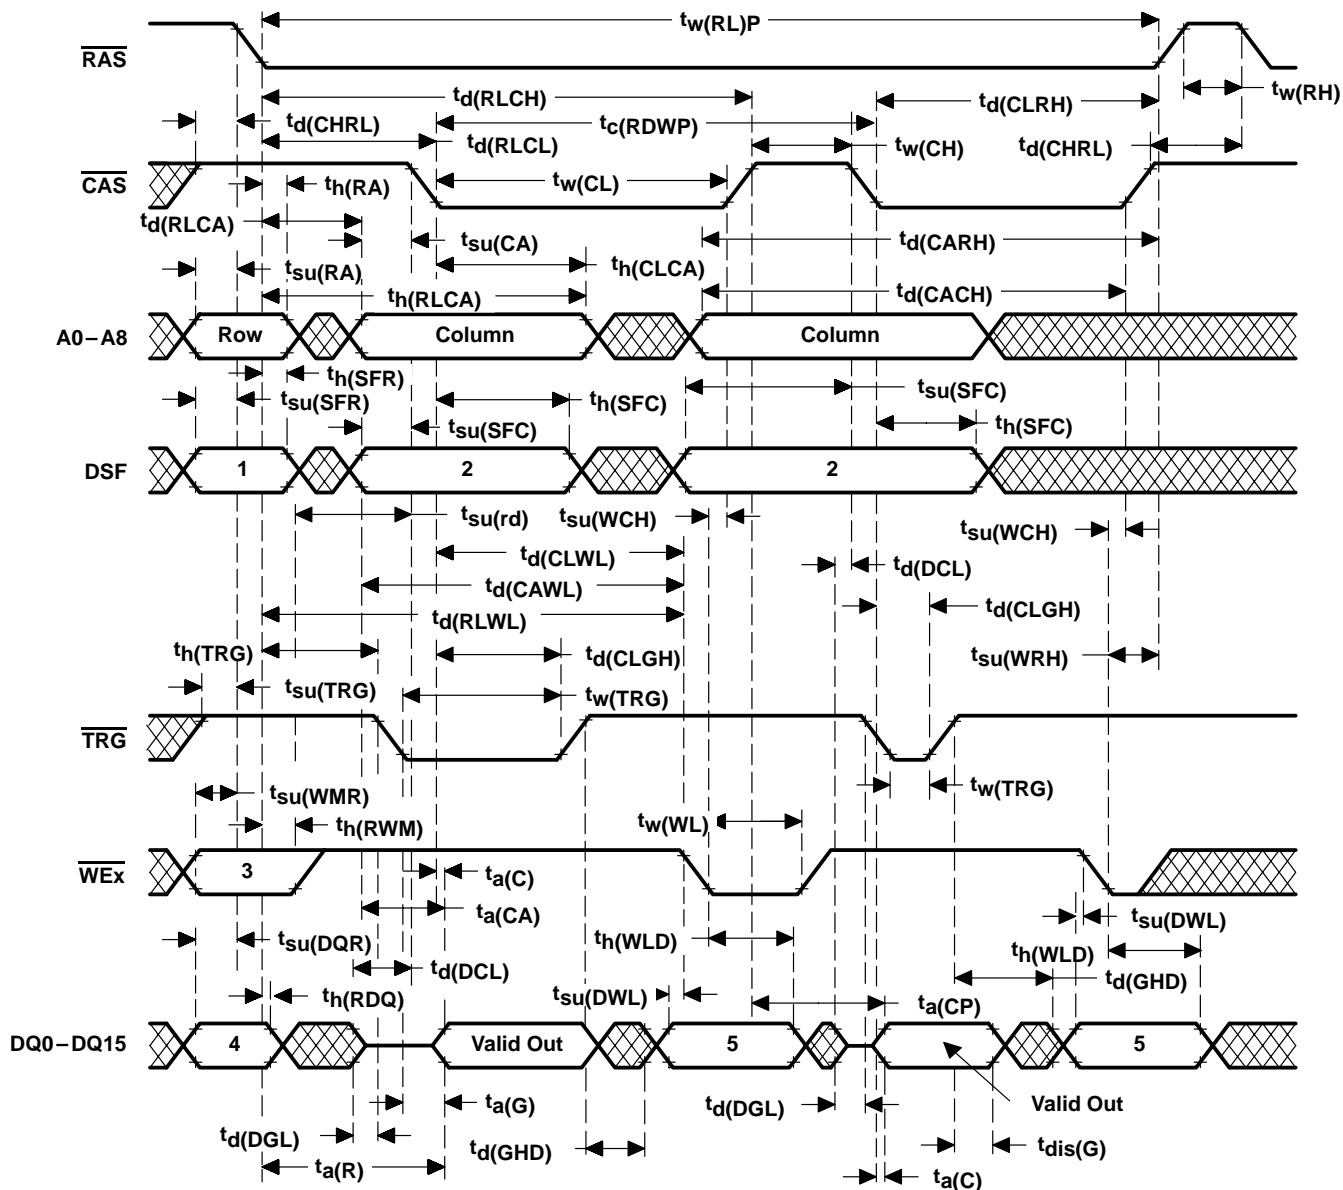 tw(RL)P
RAS
tw(RH)
td(RLCH)
td(CLRH)
td(CHRL)
tc(RDWP)
td(RLCL)
tw(CH)
td(CHRL)
CAS
th(RA)
tw(CL)
td(RLCA)
tsu(CA)
td(CARH)
tsu(RA)
th(CLCA)
th(RLCA)
td(CACH)
A0–A8
Row
Column
Column
th(SFR)
tsu(SFR)
th(SFC)
tsu(SFC)
tsu(SFC)
th(SFC)
DSF
1
2
2
tsu(rd)
tsu(WCH)
tsu(WCH)
td(CLWL)
td(DCL)
td(CAWL)
td(CLGH)
td(RLWL)
th(TRG)
td(CLGH)
tsu(WRH)
tsu(TRG)
tw(TRG)
TRG
tsu(WMR)
tw(TRG)
th(RWM)
tw(WL)
WEx
3
ta(C)
ta(CA)
tsu(DWL)
tsu(DQR)
th(WLD)
th(WLD)
td(DCL)
td(GHD)
th(RDQ)
tsu(DWL)
ta(CP)
DQ0–DQ15
4
Valid Out
5
5
ta(G)
td(DGL)
Valid Out
td(DGL)
td(GHD)
tdis(G)
ta(R)
ta(C)